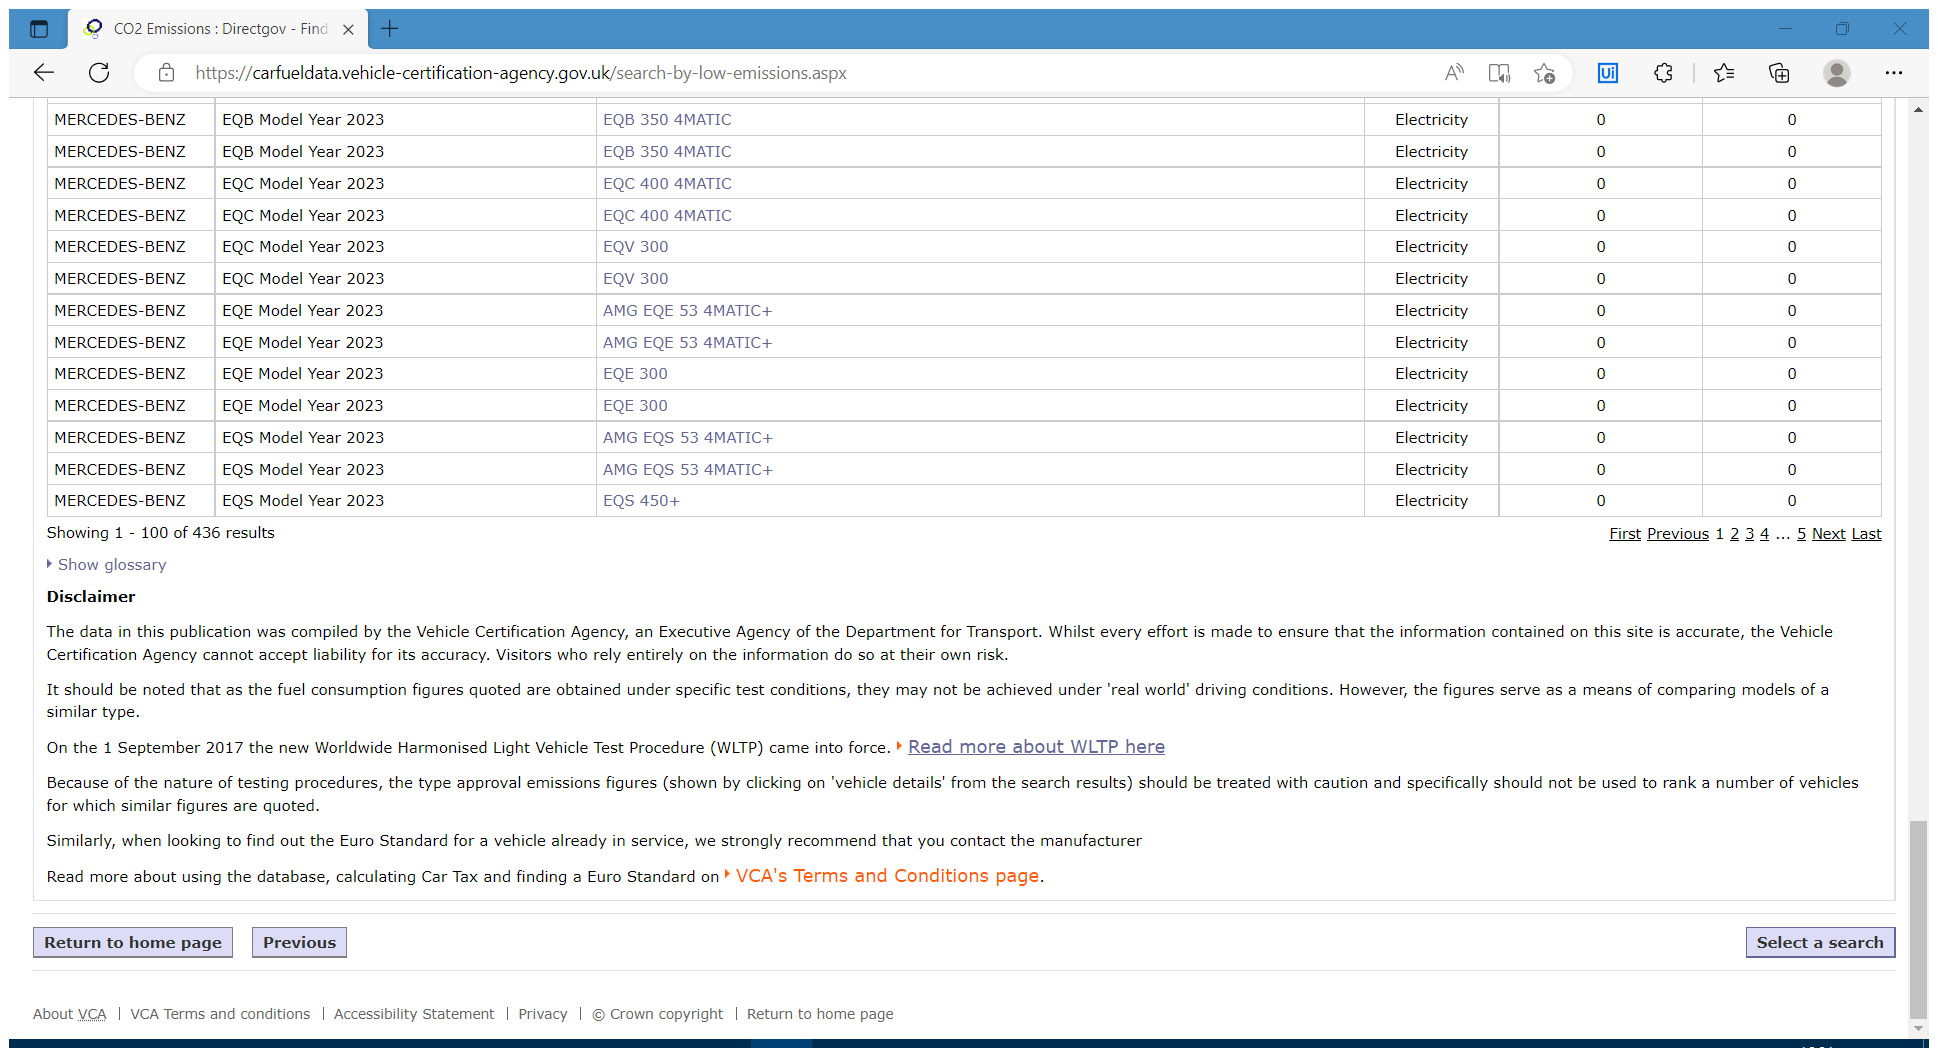 CO2 Emissions : Directgov - Find
https://carfueldata.vehicle-certification-agency.gov.uk/search-by-low-emissions.aspx
MERCEDES-BENZ EQB Model Year 2023 EQB 350 4MATIC Electricity 0 0
MERCEDES-BENZ EQB Model Year 2023 EQB 350 4MATIC Electricity 0 0
MERCEDES-BENZ EQC Model Year 2023 EQC 400 4MATIC Electricity 0 0
MERCEDES-BENZ EQC Model Year 2023 EQC 400 4MATIC Electricity 0 0
MERCEDES-BENZ EQC Model Year 2023 EQV 300 Electricity 0 0
MERCEDES-BENZ EQC Model Year 2023 EQV 300 Electricity 0 0
MERCEDES-BENZ EQE Model Year 2023 AMG EQE 53 4MATIC+ Electricity 0 0
MERCEDES-BENZ EQE Model Year 2023 AMG EQE 53 4MATIC+ Electricity 0 0
MERCEDES-BENZ EQE Model Year 2023 EQE 300 Electricity 0 0
MERCEDES-BENZ EQE Model Year 2023 EQE 300 Electricity 0 0
MERCEDES-BENZ EQS Model Year 2023 AMG EQS 53 4MATIC+ Electricity 0 0
MERCEDES-BENZ EQS Model Year 2023 AMG EQS 53 4MATIC+ Electricity 0 0
MERCEDES-BENZ EQS Model Year 2023 EQS 450+ Electricity 0 0
Showing 1 - 100 of 436 results First Previous 1 2 3 4 ... 5 Next Last
Show glossary
Disclaimer
The data in this publication was compiled by the Vehicle Certification Agency, an Executive Agency of the Department for Transport. Whilst every effort is made to ensure that the information contained on this site is accurate, the Vehicle
Certification Agency cannot accept liability for its accuracy. Visitors who rely entirely on the information do so at their own risk.
It should be noted that as the fuel consumption figures quoted are obtained under specific test conditions, they may not be achieved under 'real world' driving conditions. However, the figures serve as a means of comparing models of a
similar type.
On the 1 September 2017 the new Worldwide Harmonised Light Vehicle Test Procedure (WLTP) came into force. Read more about WLTP here
Because of the nature of testing procedures, the type approval emissions figures (shown by clicking on 'vehicle details' from the search results) should be treated with caution and specifically should not be used to rank a number of vehicles
for which similar figures are quoted.
Similarly, when looking to find out the Euro Standard for a vehicle already in service, we strongly recommend that you contact the manufacturer
Read more about using the database, calculating Car Tax and finding a Euro Standard on VCA's Terms and Conditions page.
Return to home page Previous Select a search
About VCA | VCA Terms and conditions | Accessibility Statement | Privacy | © Crown copyright | Return to home page